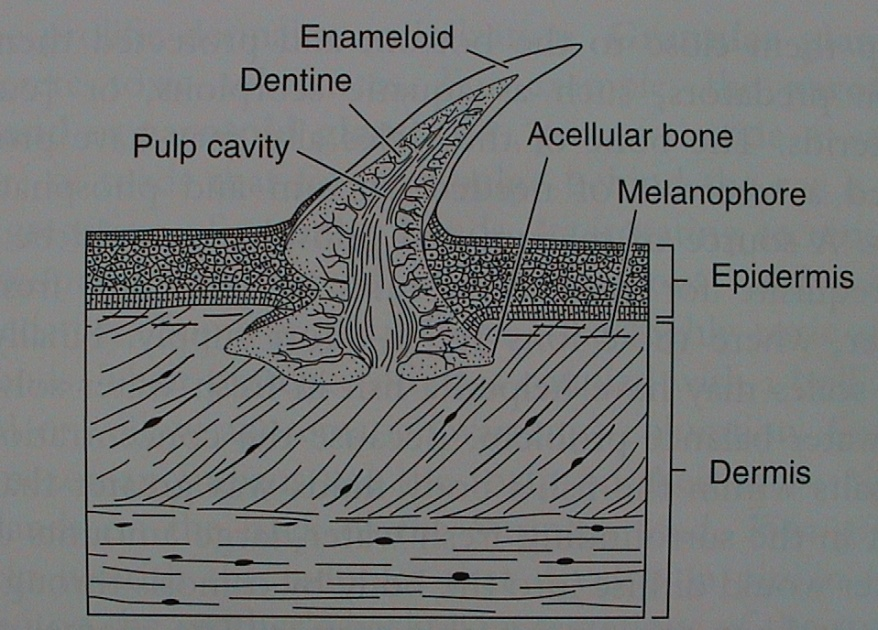 Enameloid
Dentine
Pulp cavity
Acellular bone
Melanophore
Epidermis
Dermis